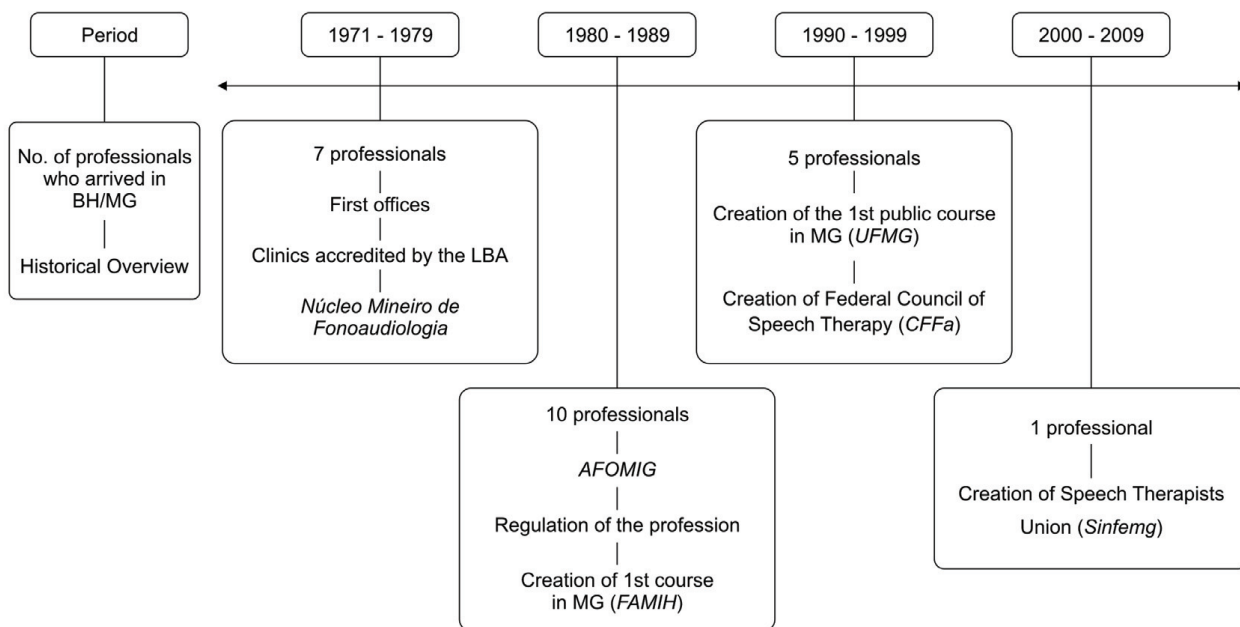 Period
1971 - 1979
1980 - 1989
1990 - 1999
2000 - 2009
No. of professionals
who arrived in
BH/MG
Historical Overview
7 professionals
First offices
Clinics accredited by the LBA
Núcleo Mineiro de
Fonoaudiologia
10 professionals
AFOMIG
Regulation of the profession
Creation of 1st course
in MG (FAMIH)
5 professionals
Creation of the 1st public course
in MG (UFMG)
Creation of Federal Council of
Speech Therapy (CFFa)
1 professional
Creation of Speech Therapists
Union (Sinfemg)